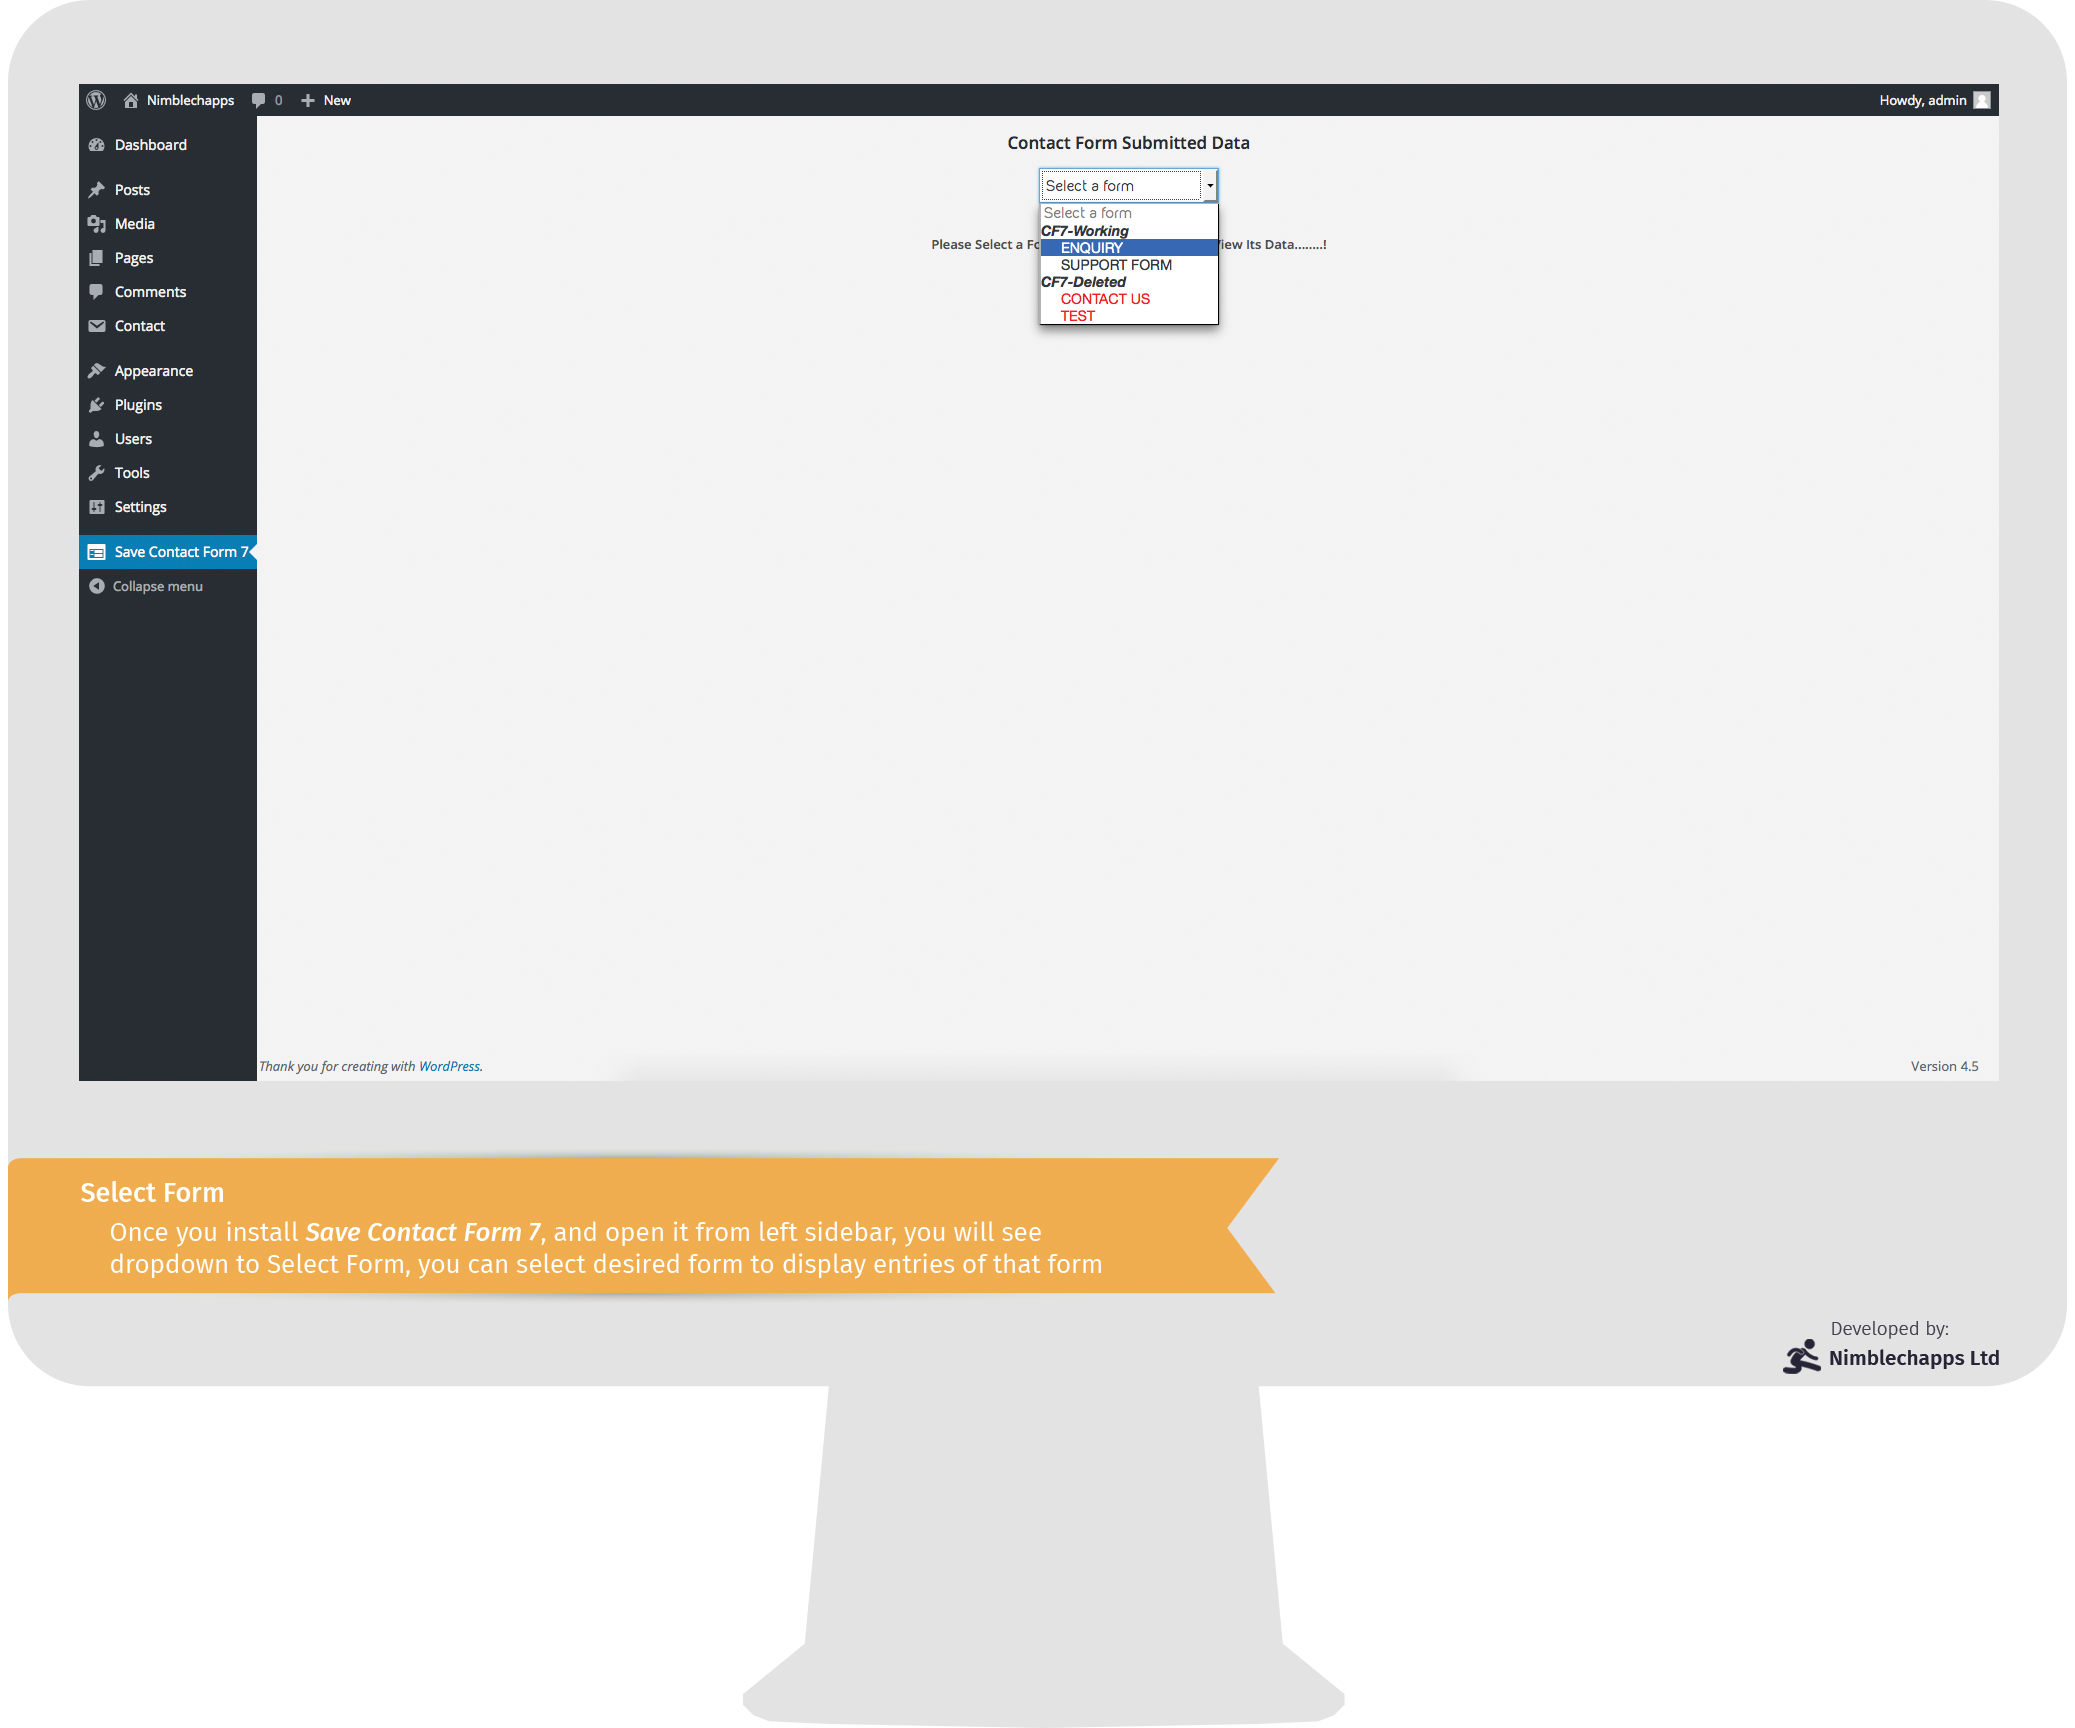 Nimblechapps 0 New Howdy, admin
Dashboard
Posts
Media
Pages
Comments
Contact
Appearance
Plugins
Users
Tools
Settings
Save Contact Form 7
Collapse menu
Contact Form Submitted Data
Select a form
Select a form
CF7-Working
ENQUIRY
SUPPORT FORM
CF7-Deleted
CONTACT US
TEST
Please Select a Its Data........!
Thank you for creating with WordPress.
Version 4.5
Select Form
Once you install Save Contact Form 7, and open it from left sidebar, you will see
dropdown to Select Form, you can select desired form to display entries of that form
Developed by:
Nimblechapps Ltd